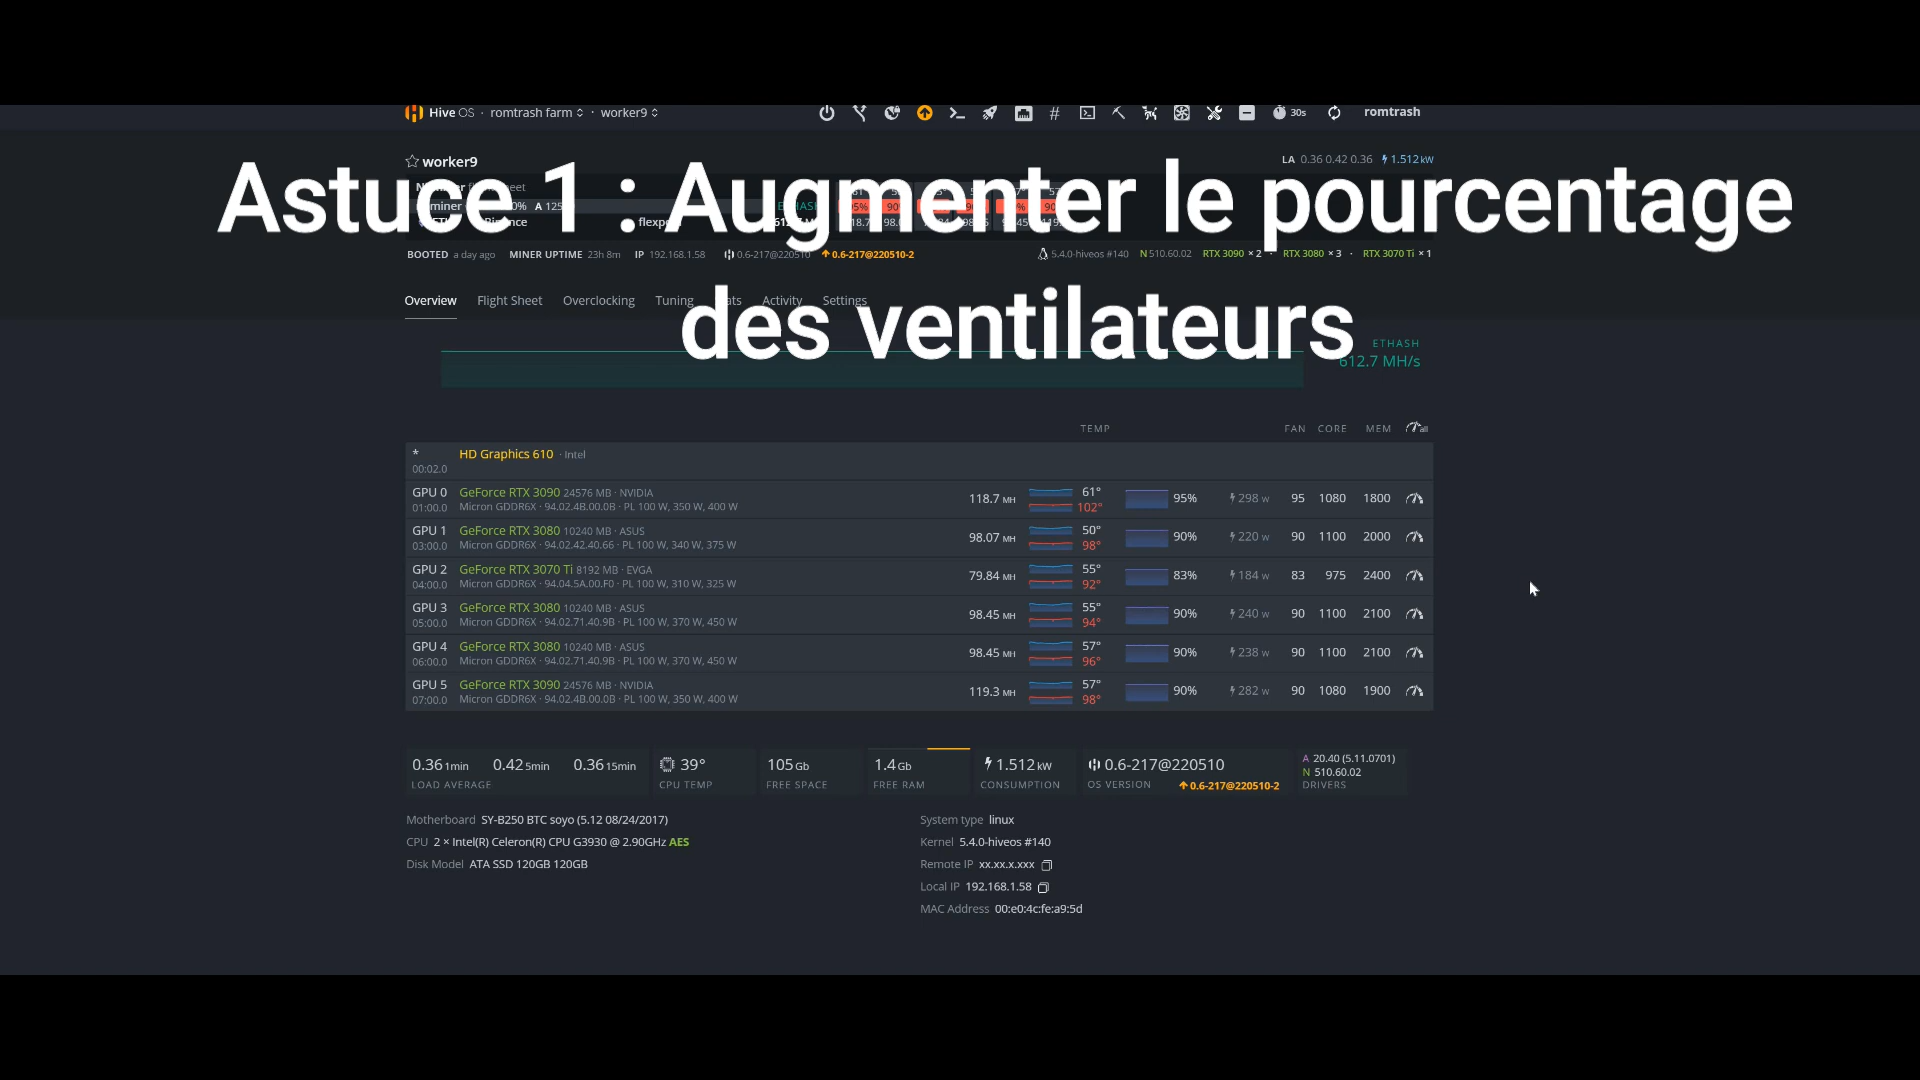 Hive OS · romtrash farm · worker9 # 30s romtrash
worker9 LA 0.36 0.42 0.36 1.512 kW
Astuce 1 : Augmenter le pourcentage
des ventilateurs
BOOTED a day ago MINER UPTIME 23h 8m IP 192.168.1.58 0.6-217@220510 0.6-217@220510-2 5.4.0-hiveos #140 N 510.60.02 RTX 3090 × 2 · RTX 3080 × 3 · RTX 3070 Ti × 1
Overview Flight Sheet Overclocking Tuning Activity Settings
ETHASH
612.7 MH/s
TEMP FAN CORE MEM all
* HD Graphics 610 · Intel
00:02.0
GPU 0 GeForce RTX 3090 24576 MB · NVIDIA 118.7 MH 61° 95% 298 w 95 1080 1800
01:00.0 Micron GDDR6X · 94.02.4B.00.0B · PL 100 W, 350 W, 400 W 102°
GPU 1 GeForce RTX 3080 10240 MB · ASUS 98.07 MH 50° 90% 220 w 90 1100 2000
03:00.0 Micron GDDR6X · 94.02.42.40.66 · PL 100 W, 340 W, 375 W 98°
GPU 2 GeForce RTX 3070 Ti 8192 MB · EVGA 79.84 MH 55° 83% 184 w 83 975 2400
04:00.0 Micron GDDR6X · 94.04.5A.00.F0 · PL 100 W, 310 W, 325 W 92°
GPU 3 GeForce RTX 3080 10240 MB · ASUS 98.45 MH 55° 90% 240 w 90 1100 2100
05:00.0 Micron GDDR6X · 94.02.71.40.9B · PL 100 W, 370 W, 450 W 94°
GPU 4 GeForce RTX 3080 10240 MB · ASUS 98.45 MH 57° 90% 238 w 90 1100 2100
06:00.0 Micron GDDR6X · 94.02.71.40.9B · PL 100 W, 370 W, 450 W 96°
GPU 5 GeForce RTX 3090 24576 MB · NVIDIA 119.3 MH 57° 90% 282 w 90 1080 1900
07:00.0 Micron GDDR6X · 94.02.4B.00.0B · PL 100 W, 350 W, 400 W 98°
0.36 1min 0.42 5min 0.36 15min 39° 105 Gb 1.4 Gb 1.512 kW 0.6-217@220510 A 20.40 (5.11.0701)
N 510.60.02
LOAD AVERAGE CPU TEMP FREE SPACE FREE RAM CONSUMPTION OS VERSION 0.6-217@220510-2 DRIVERS
Motherboard SY-B250 BTC soyo (5.12 08/24/2017) System type linux
CPU 2 × Intel(R) Celeron(R) CPU G3930 @ 2.90GHz AES Kernel 5.4.0-hiveos #140
Disk Model ATA SSD 120GB 120GB Remote IP xx.xx.x.xxx
Local IP 192.168.1.58
MAC Address 00:e0:4c:fe:a9:5d